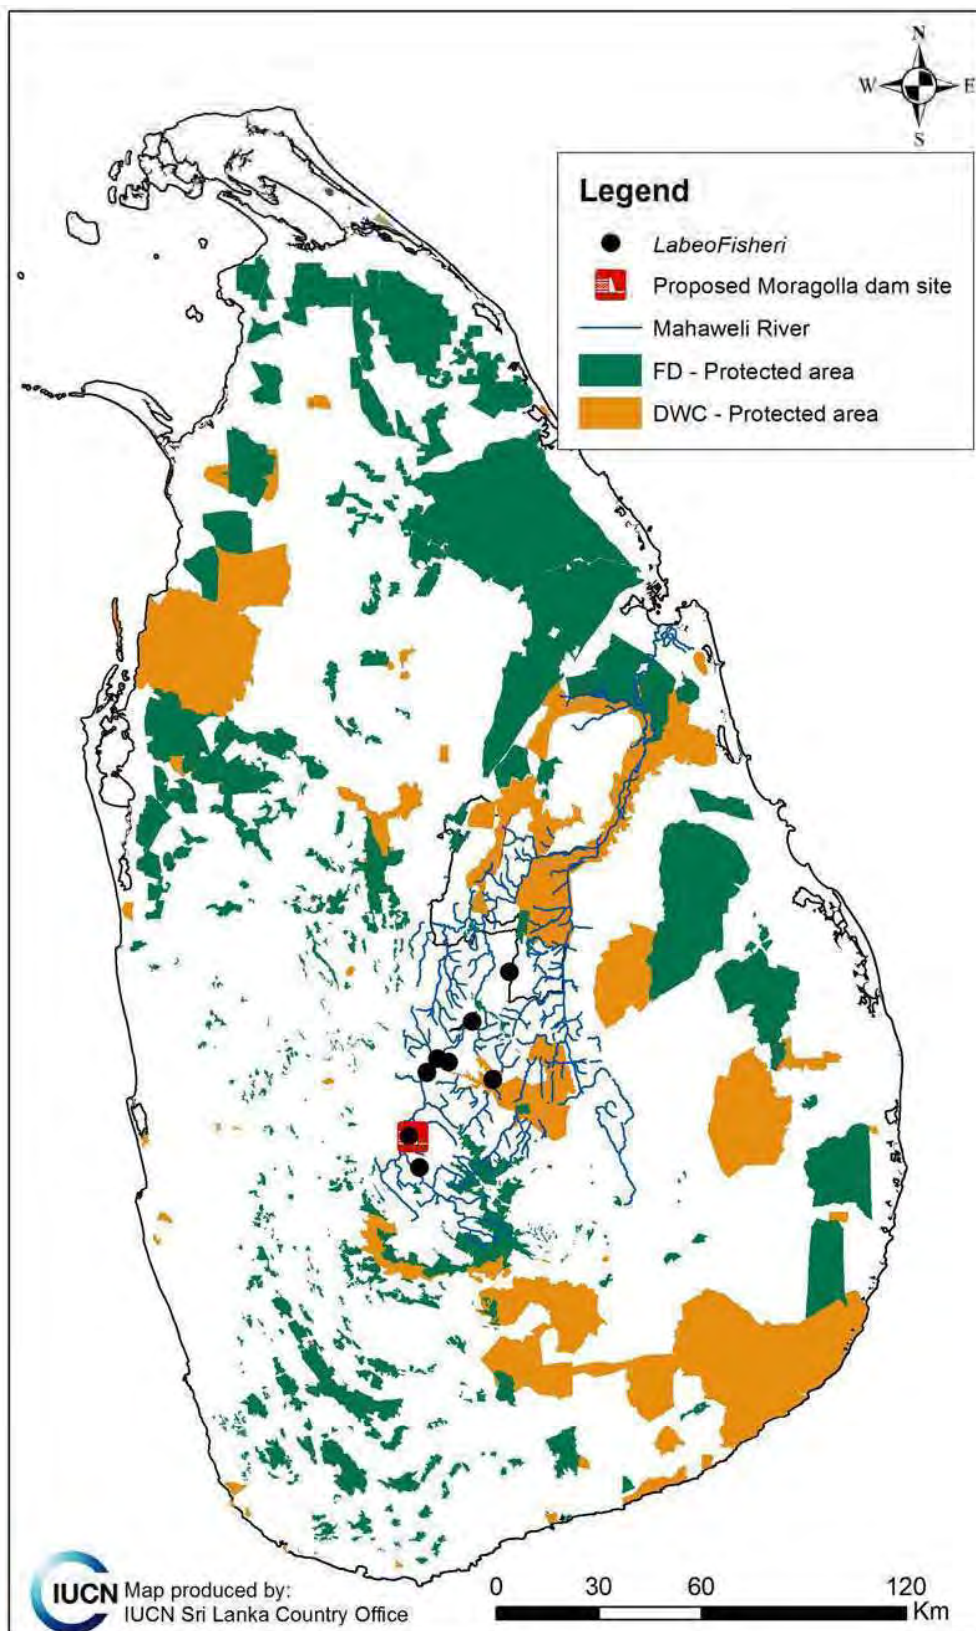 N
W E
S
Legend
LabeoFisheri
Proposed Moragolla dam site
Mahaweli River
FD - Protected area
DWC - Protected area
IUCN
Map produced by:
IUCN Sri Lanka Country Office
0 30 60 120
Km